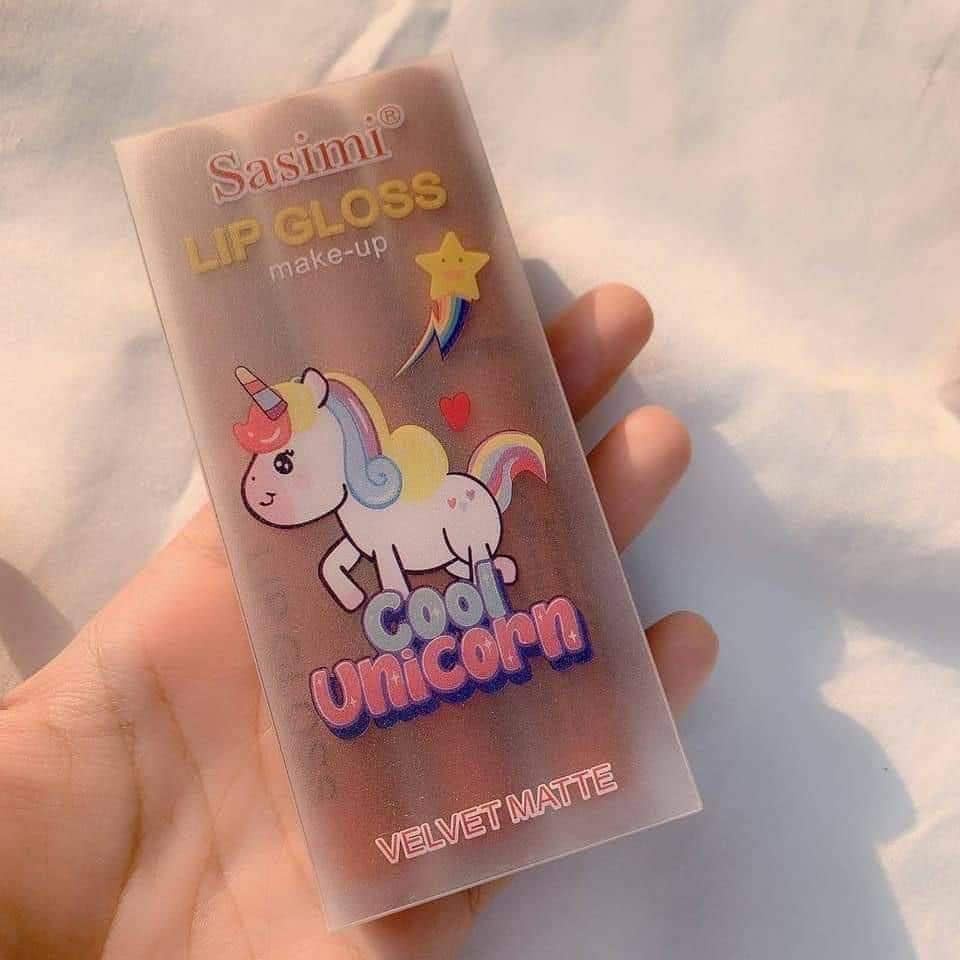 Sasimi®
LIP GLOSS
make-up
cool
unicorn
VELVET MATTE